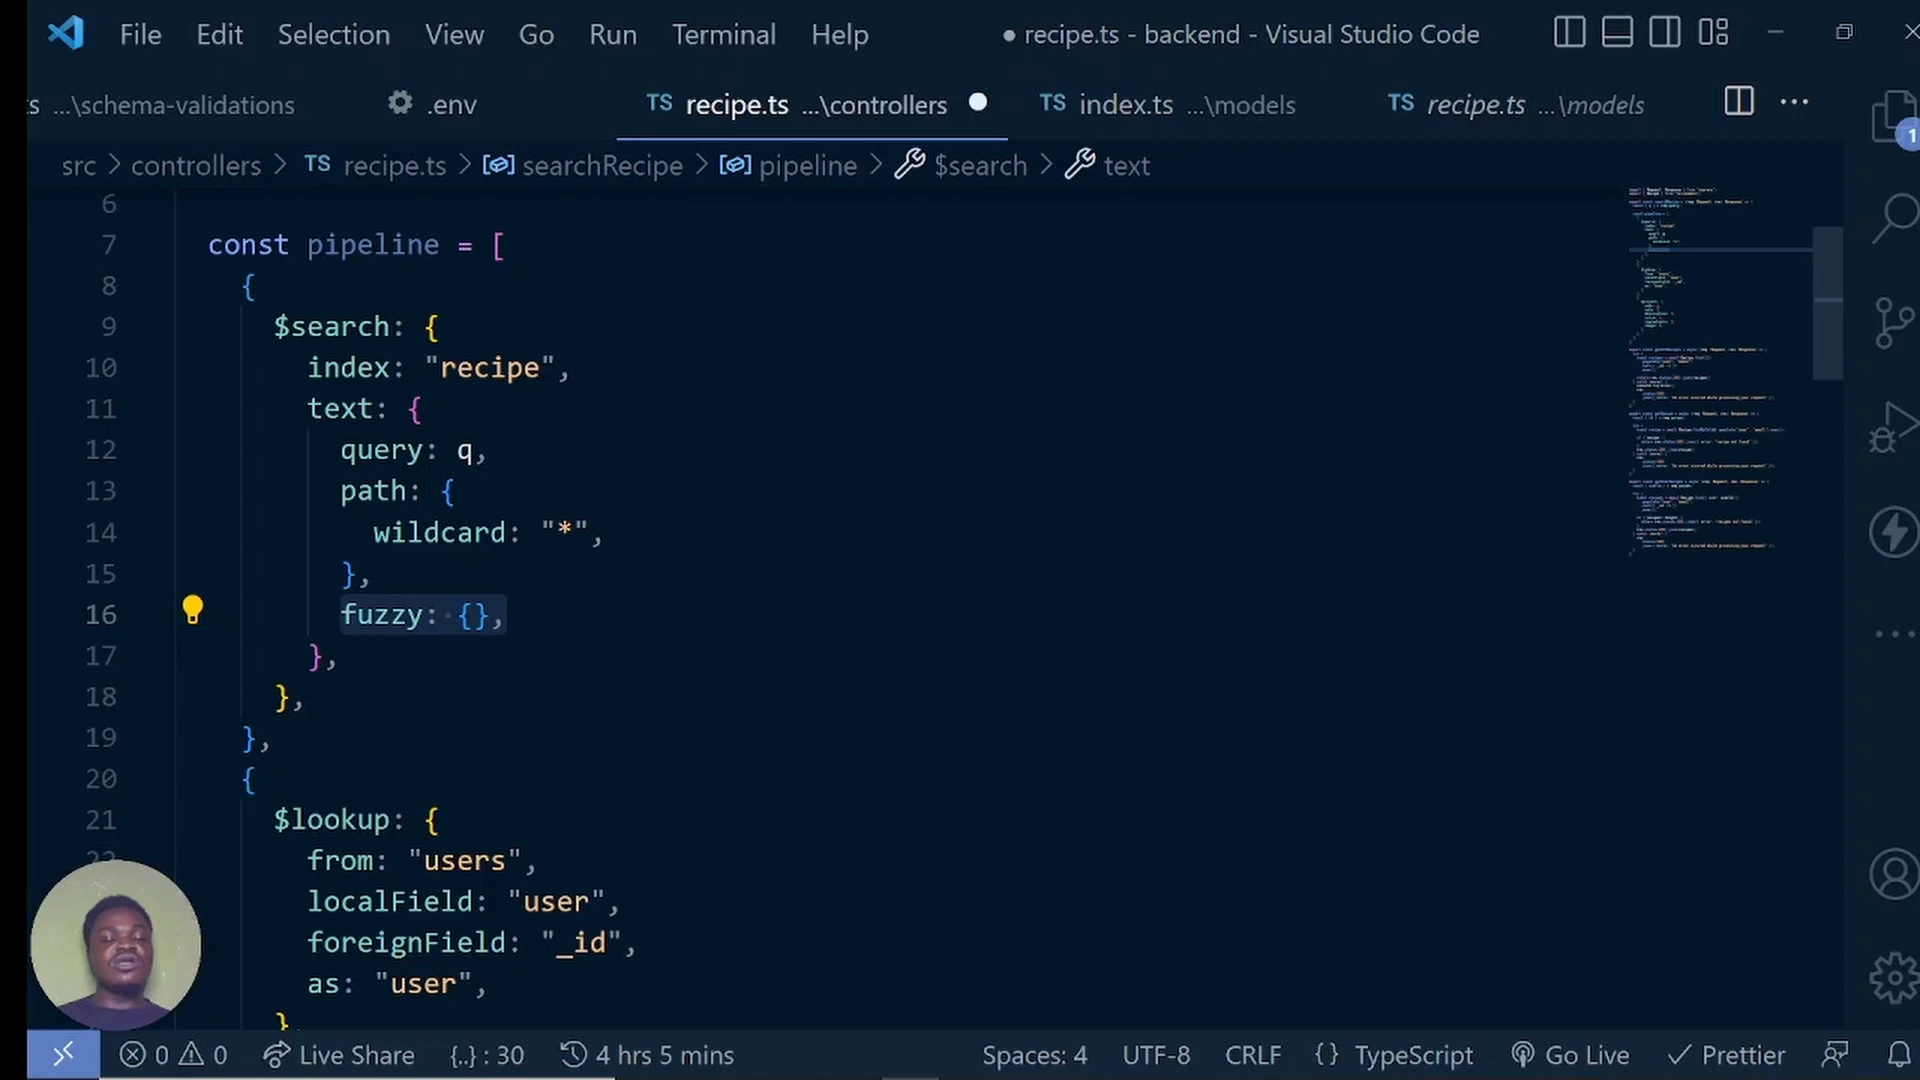 File Edit Selection View Go Run Terminal Help ● recipe.ts - backend - Visual Studio Code
ts ...\schema-validations .env TS recipe.ts ...\controllers TS index.ts ...\models TS recipe.ts ...\models ...
src > controllers > TS recipe.ts > searchRecipe > pipeline > $search > text
1
6
7 const pipeline = [
8 {
9 $search: {
10 index: "recipe",
11 text: {
12 query: q,
13 path: {
14 wildcard: "*",
15 },
16 fuzzy: {},
17 },
18 },
19 },
20 {
21 $lookup: {
22 from: "users",
localField: "user",
foreignField: "_id",
as: "user",
}
0 0 Live Share {..} : 30 4 hrs 5 mins Spaces: 4 UTF-8 CRLF {} TypeScript Go Live ✓ Prettier